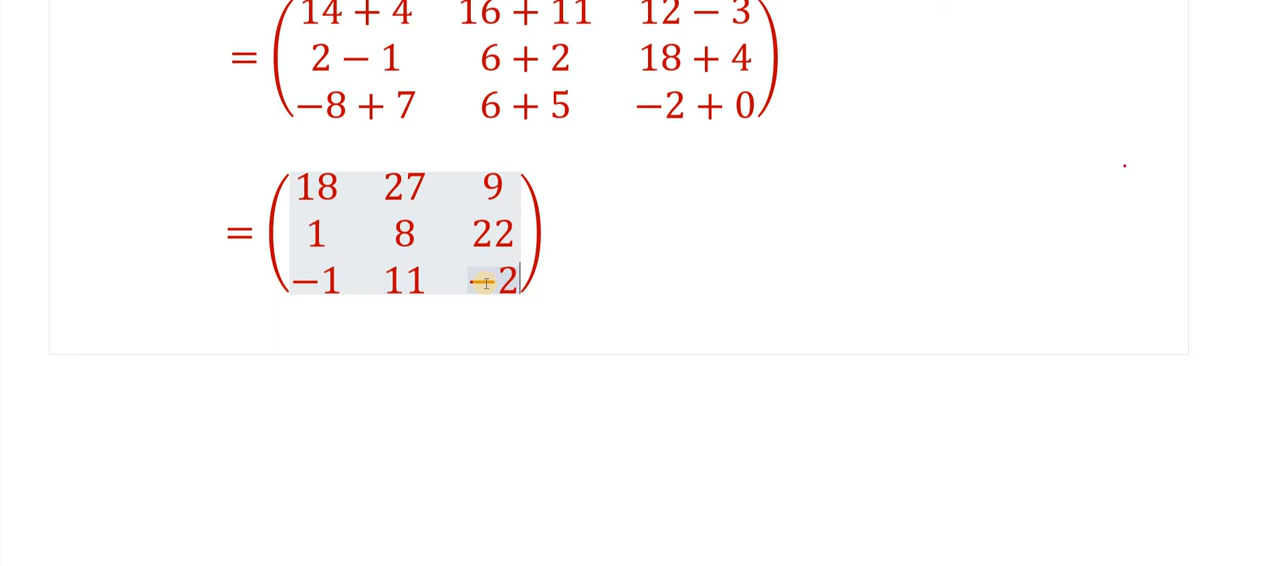 14 + 4 16 + 11 12 − 3
= 2 − 1 6 + 2 18 + 4
−8 + 7 6 + 5 −2 + 0
18 27 9
= 1 8 22
−1 11 −2